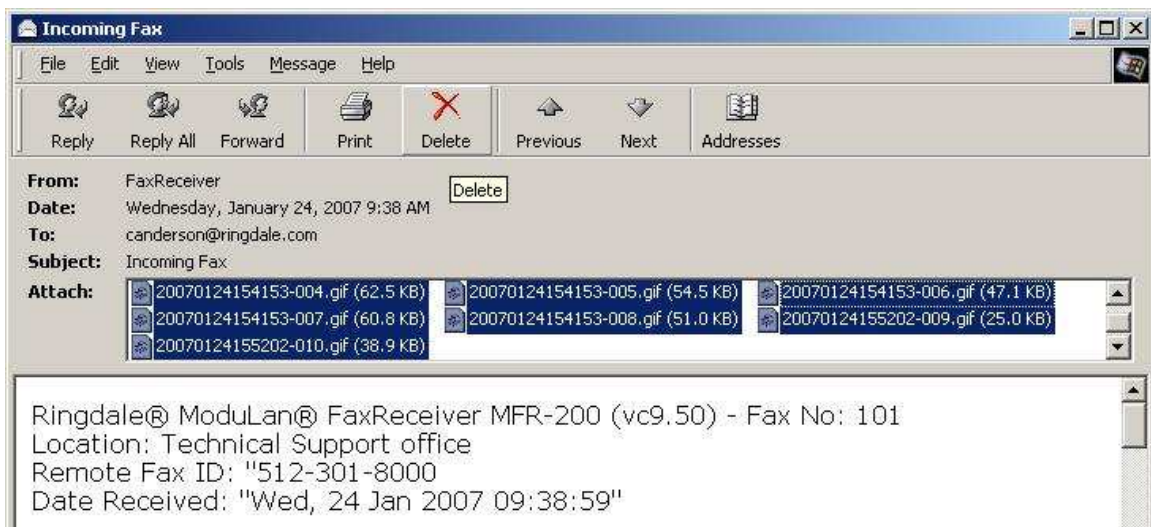 Incoming Fax
File Edit View Tools Message Help
Reply Reply All Forward Print Delete Previous Next Addresses
From: FaxReceiver
Delete
Date: Wednesday, January 24, 2007 9:38 AM
To: canderson@ringdale.com
Subject: Incoming Fax
Attach: 20070124154153-004.gif (62.5 KB) 20070124154153-005.gif (54.5 KB) 20070124154153-006.gif (47.1 KB)
20070124154153-007.gif (60.8 KB) 20070124154153-008.gif (51.0 KB) 20070124155202-009.gif (25.0 KB)
20070124155202-010.gif (38.9 KB)
Ringdale® ModuLan® FaxReceiver MFR-200 (vc9.50) - Fax No: 101
Location: Technical Support office
Remote Fax ID: "512-301-8000
Date Received: "Wed, 24 Jan 2007 09:38:59"